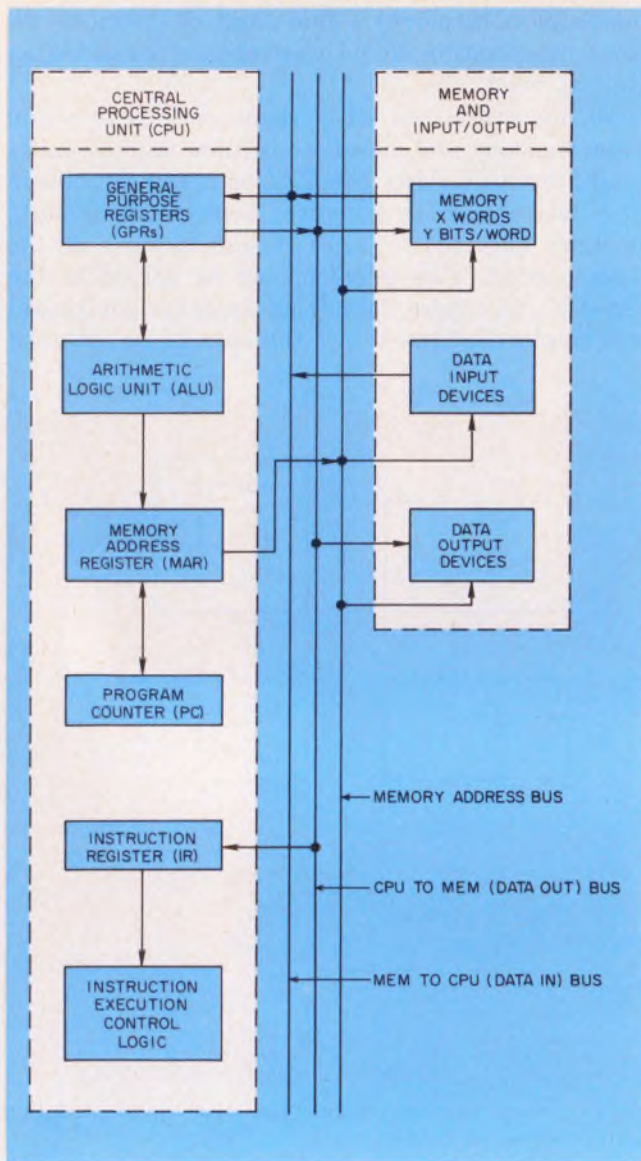 CENTRAL
PROCESSING
UNIT (CPU)
MEMORY
AND
INPUT/OUTPUT
GENERAL
PURPOSE
REGISTERS
(GPRs)
MEMORY
X WORDS
Y BITS/WORD
ARITHMETIC
LOGIC UNIT (ALU)
DATA
INPUT
DEVICES
MEMORY
ADDRESS
REGISTER (MAR)
DATA
OUTPUT
DEVICES
PROGRAM
COUNTER (PC)
MEMORY ADDRESS BUS
INSTRUCTION
REGISTER (IR)
CPU TO MEM (DATA OUT) BUS
MEM TO CPU (DATA IN) BUS
INSTRUCTION
EXECUTION
CONTROL
LOGIC